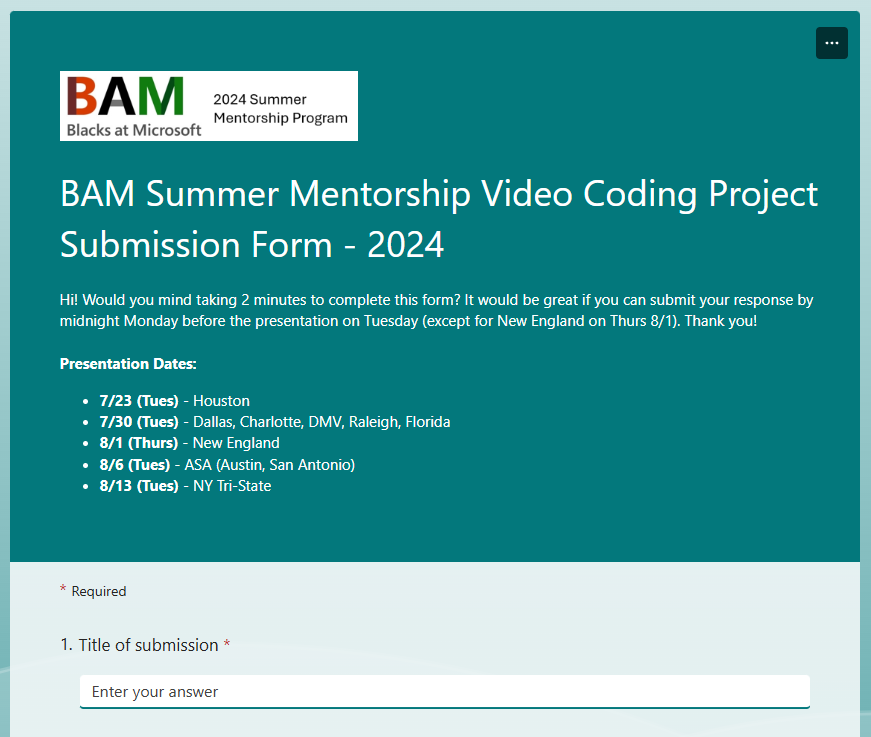 BAM
Blacks at Microsoft
2024 Summer
Mentorship Program
BAM Summer Mentorship Video Coding Project
Submission Form - 2024
Hi! Would you mind taking 2 minutes to complete this form? It would be great if you can submit your response by
midnight Monday before the presentation on Tuesday (except for New England on Thurs 8/1). Thank you!
Presentation Dates:
• 7/23 (Tues) - Houston
• 7/30 (Tues) - Dallas, Charlotte, DMV, Raleigh, Florida
• 8/1 (Thurs) - New England
• 8/6 (Tues) - ASA (Austin, San Antonio)
• 8/13 (Tues) - NY Tri-State
* Required
1. Title of submission *
Enter your answer